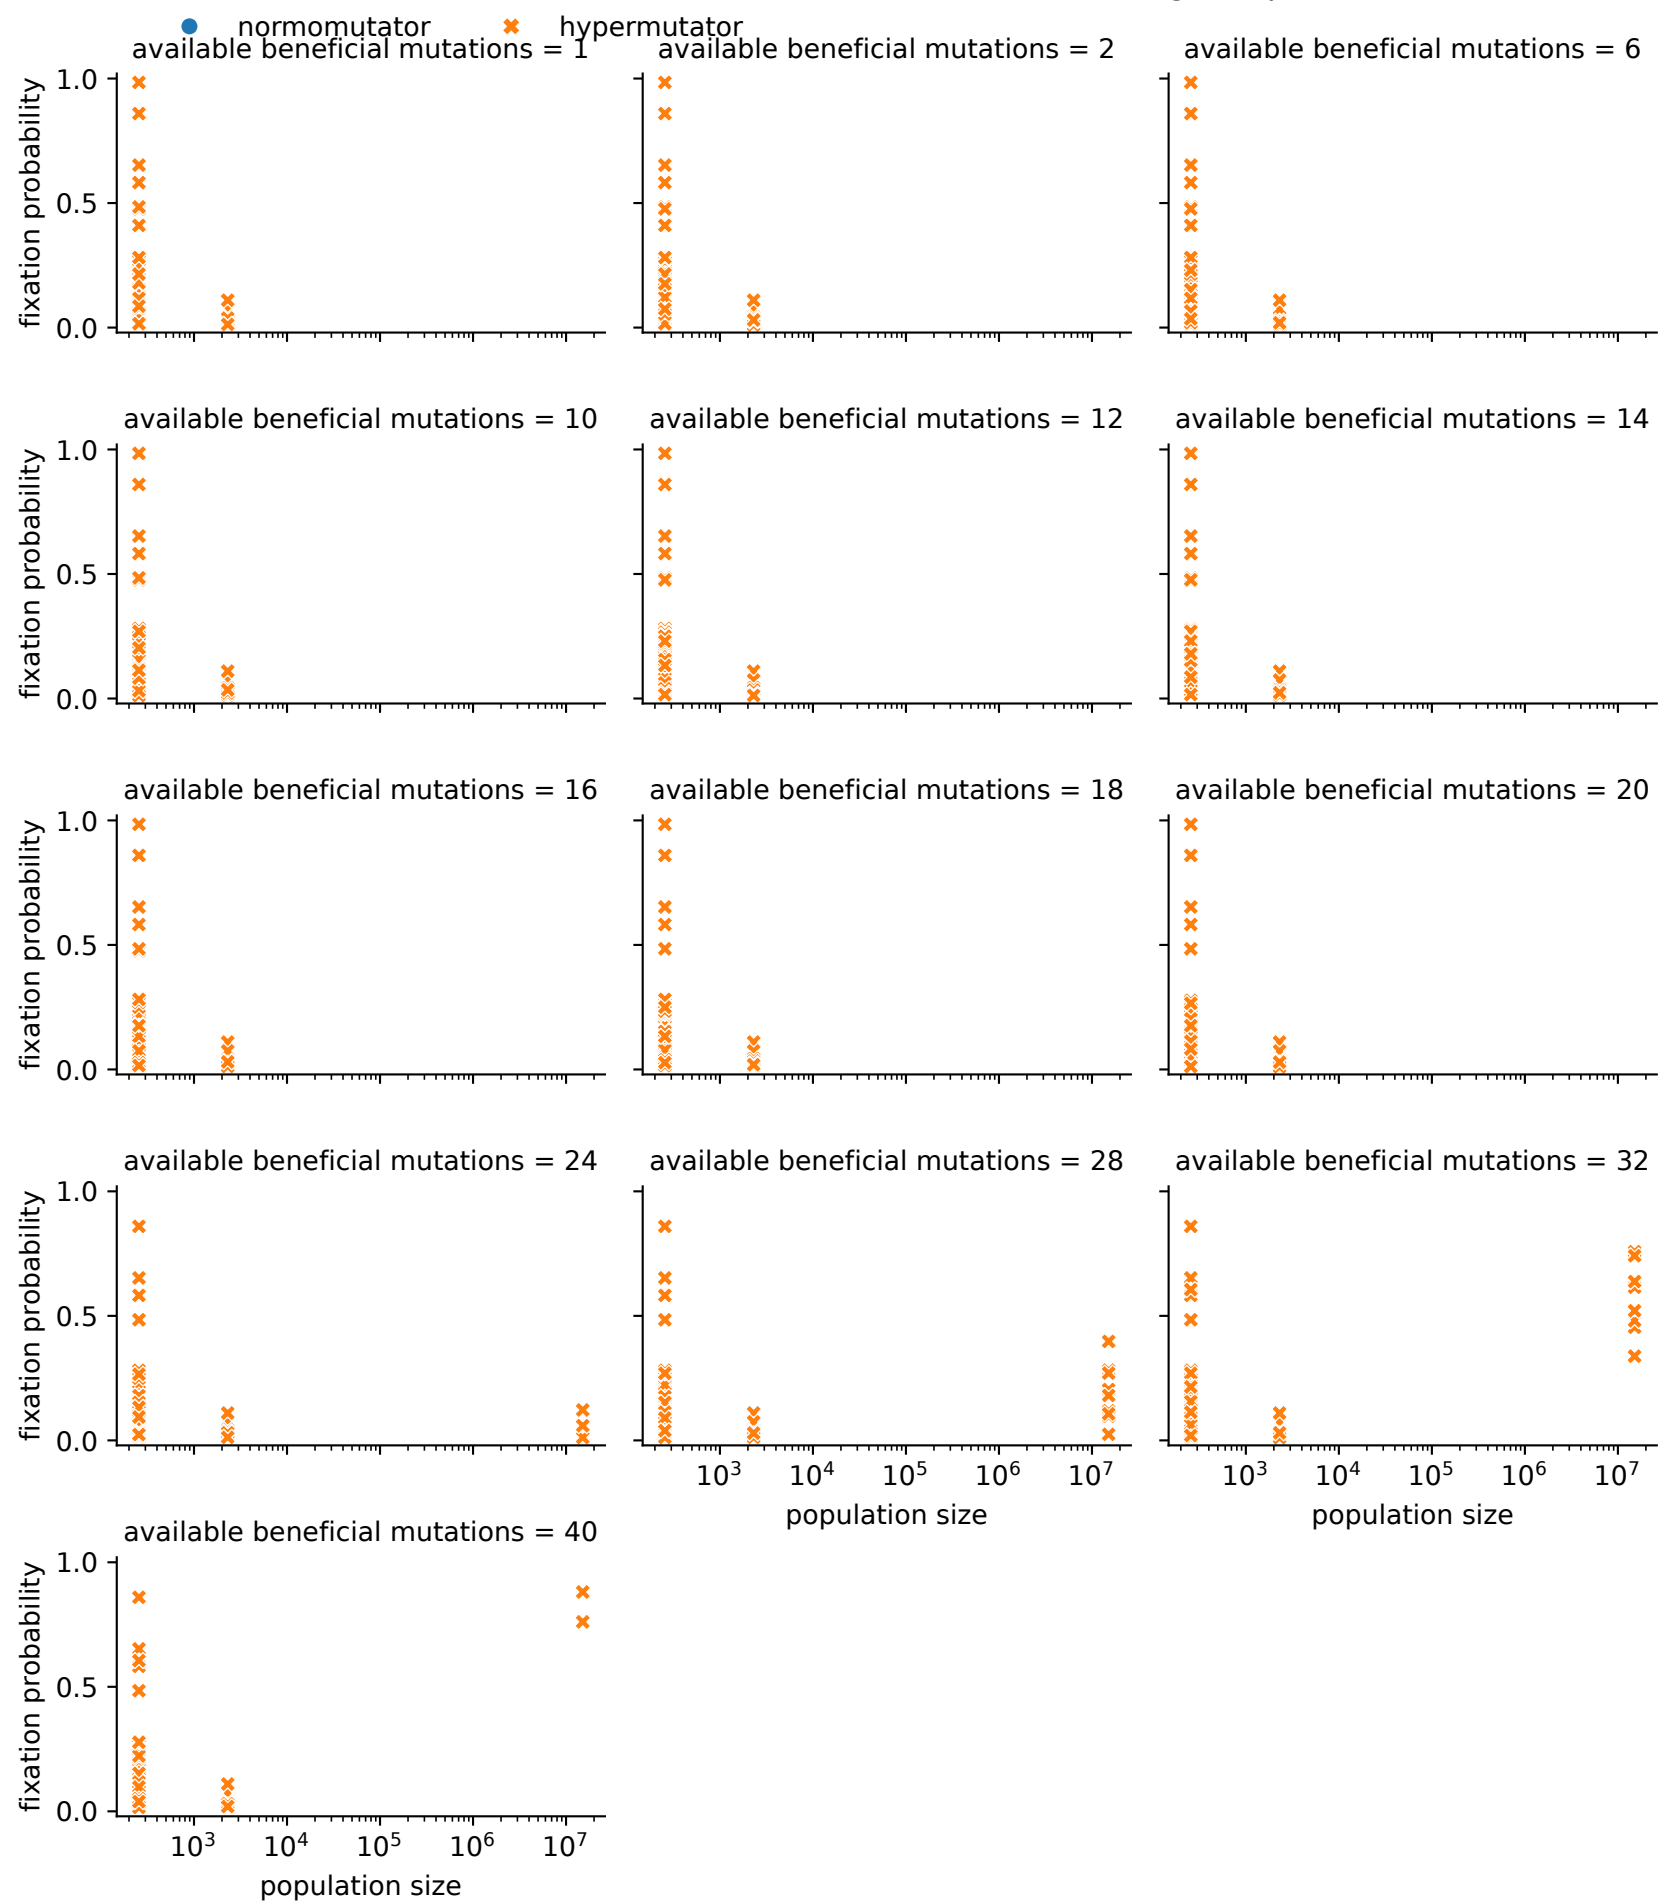 normomutator hypermutator
available beneficial mutations = 1 available beneficial mutations = 2 available beneficial mutations = 6
fixation probability
1.0
0.5
0.0
available beneficial mutations = 10 available beneficial mutations = 12 available beneficial mutations = 14
fixation probability
1.0
0.5
0.0
available beneficial mutations = 16 available beneficial mutations = 18 available beneficial mutations = 20
fixation probability
1.0
0.5
0.0
available beneficial mutations = 24 available beneficial mutations = 28 available beneficial mutations = 32
fixation probability
1.0
0.5
0.0
10³ 10⁴ 10⁵ 10⁶ 10⁷ 10³ 10⁴ 10⁵ 10⁶ 10⁷
population size population size
available beneficial mutations = 40
fixation probability
1.0
0.5
0.0
10³ 10⁴ 10⁵ 10⁶ 10⁷
population size